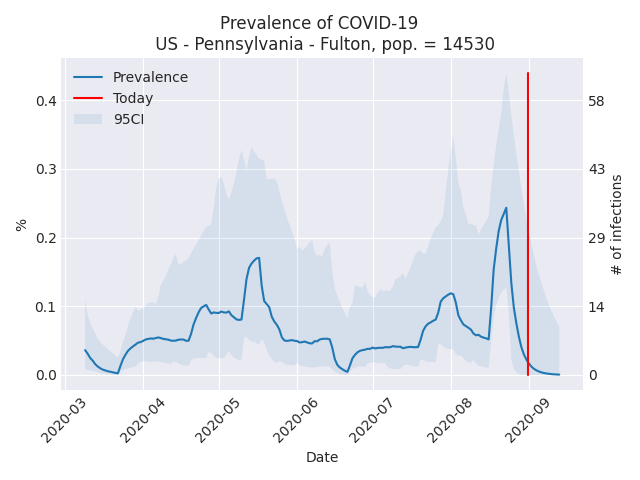 Prevalence of COVID-19
US - Pennsylvania - Fulton, pop. = 14530
Prevalence
Today
95CI
%
0.4
0.3
0.2
0.1
0.0
58
43
29
14
0
# of infections
2020-03
2020-04
2020-05
2020-06
2020-07
2020-08
2020-09
Date